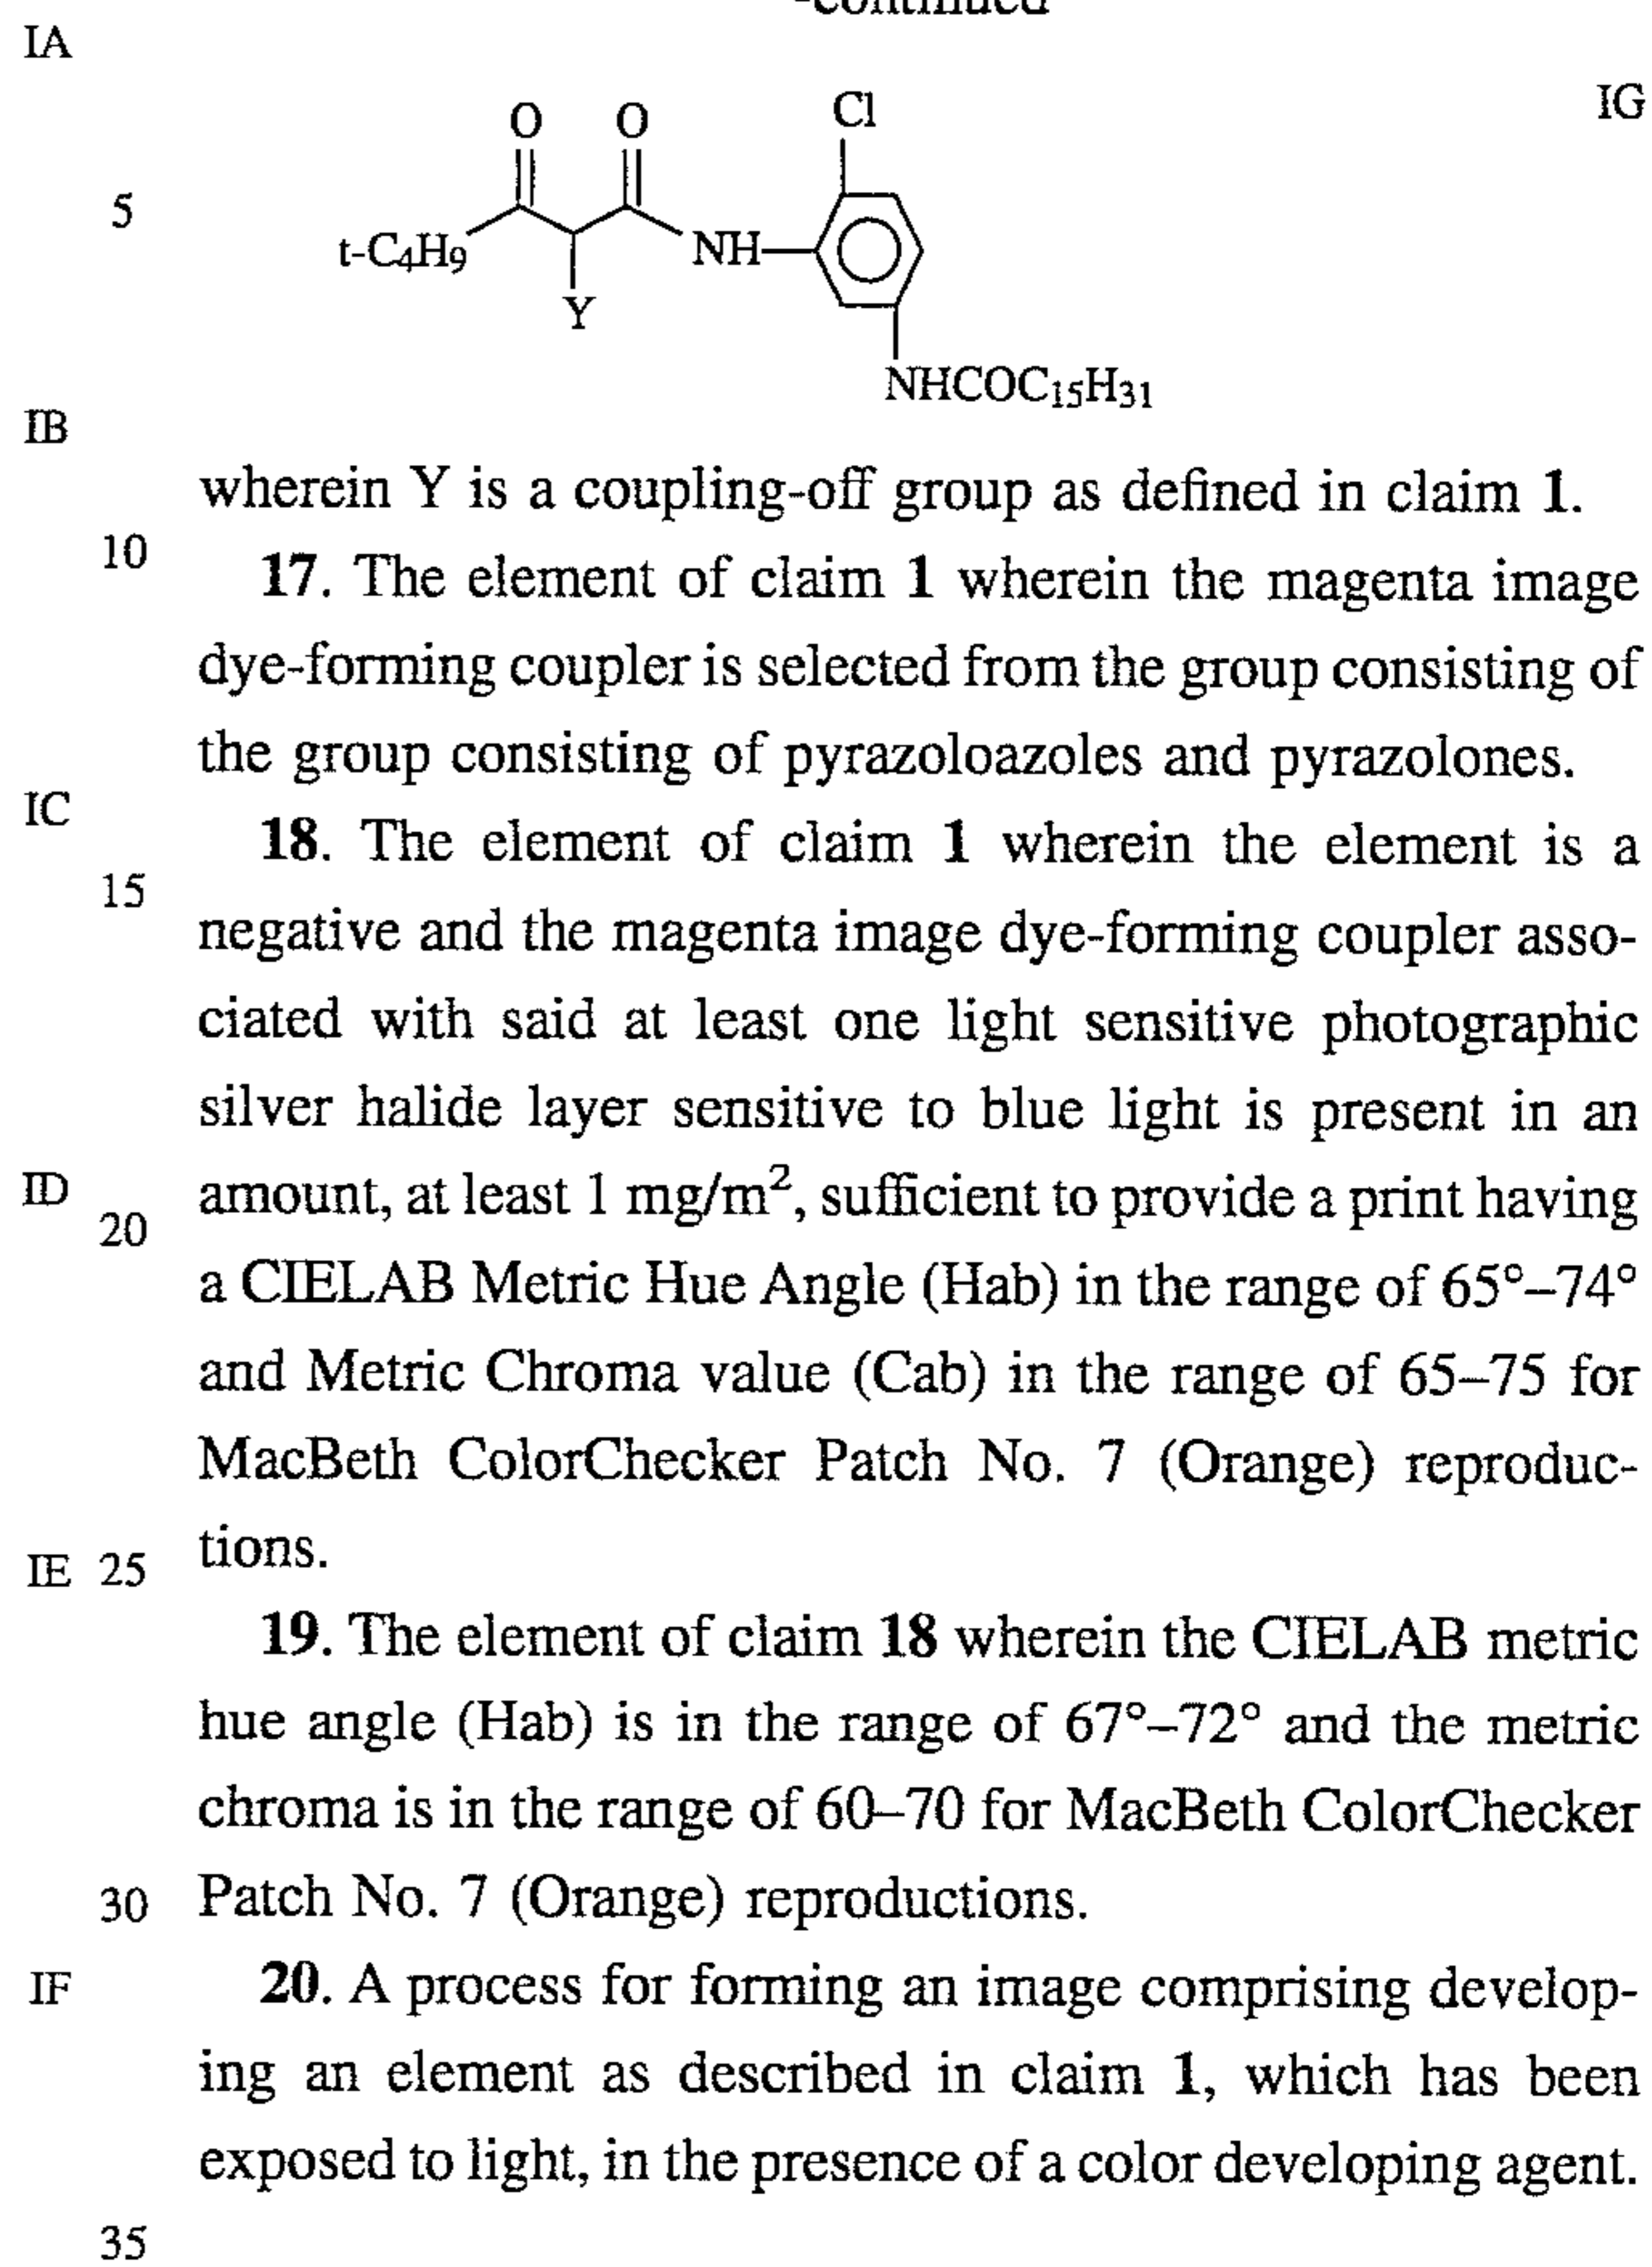 -continued
IA
IG
O O Cl
5
t-C4H9 NH
Y
NHCOC15H31
IB
wherein Y is a coupling-off group as defined in claim 1.
10
17. The element of claim 1 wherein the magenta image
dye-forming coupler is selected from the group consisting of
the group consisting of pyrazoloazoles and pyrazolones.
IC
18. The element of claim 1 wherein the element is a
15
negative and the magenta image dye-forming coupler asso-
ciated with said at least one light sensitive photographic
silver halide layer sensitive to blue light is present in an
ID
amount, at least 1 mg/m², sufficient to provide a print having
20
a CIELAB Metric Hue Angle (Hab) in the range of 65°–74°
and Metric Chroma value (Cab) in the range of 65–75 for
MacBeth ColorChecker Patch No. 7 (Orange) reproduc-
tions.
IE 25
19. The element of claim 18 wherein the CIELAB metric
hue angle (Hab) is in the range of 67°–72° and the metric
chroma is in the range of 60–70 for MacBeth ColorChecker
30 Patch No. 7 (Orange) reproductions.
IF
20. A process for forming an image comprising develop-
ing an element as described in claim 1, which has been
exposed to light, in the presence of a color developing agent.
35